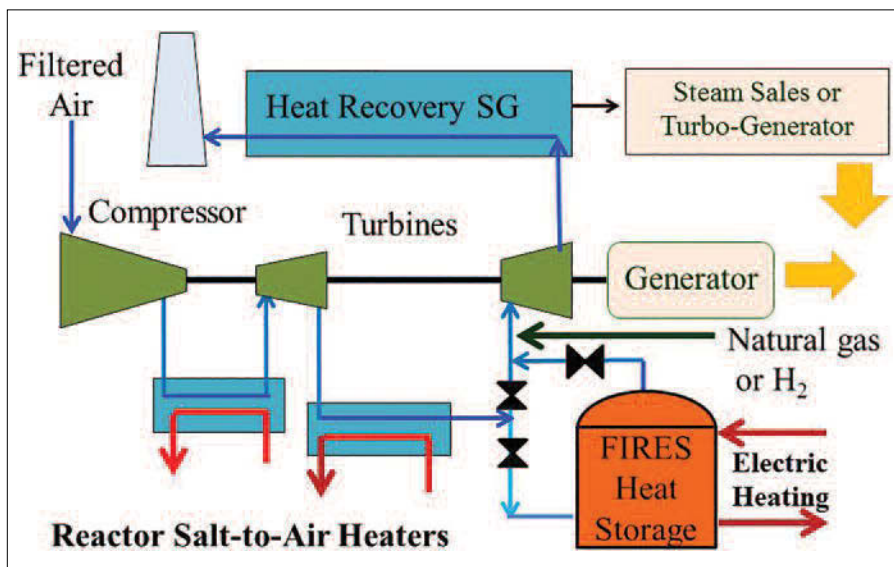 Filtered
Air
Heat Recovery SG
Steam Sales or
Turbo-Generator
Compressor
Turbines
Generator
Natural gas
or H₂
FIRES
Heat
Storage
Electric
Heating
Reactor Salt-to-Air Heaters